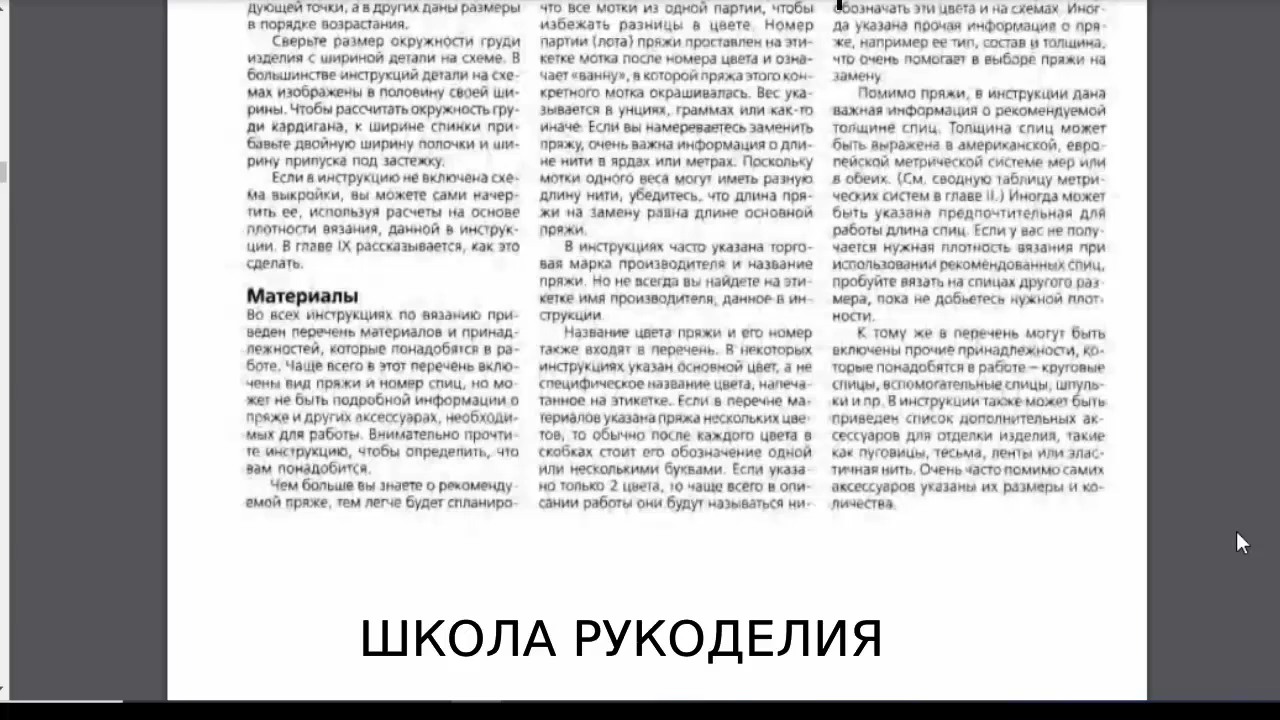 дующей точки, а в других даны размеры
в порядке возрастания.
Сверьте размер окружности груди
изделия с шириной детали на схеме. В
большинстве инструкций детали на схе-
мах изображены в половину своей ши-
рины. Чтобы рассчитать окружность гру-
ди кардигана, к ширине спинки при-
бавьте двойную ширину полочки и ши-
рину припуска под застежку.
Если в инструкцию не включена схе-
ма выкройки, вы можете сами начер-
тить ее, используя расчеты на основе
плотности вязания, данной в инструк-
ции. В главе IX рассказывается, как это
сделать.
Материалы
Во всех инструкциях по вязанию при-
веден перечень материалов и принад-
лежностей, которые понадобятся в ра-
боте. Чаще всего в этот перечень вклю-
чены вид пряжи и номер спиц, но мо-
жет не быть подробной информации о
пряже и других аксессуарах, необходи-
мых для работы. Внимательно прочти-
те инструкцию, чтобы определить, что
вам понадобится.
Чем больше вы знаете о рекоменду-
емой пряже, тем легче будет спланиро-
что все мотки из одной партии, чтобы
избежать разницы в цвете. Номер
партии (лота) пряжи проставлен на эти-
кетке мотка после номера цвета и озна-
чает «ванну», в которой пряжа этого кон-
кретного мотка окрашивалась. Вес ука-
зывается в унциях, граммах или как-то
иначе. Если вы намереваетесь заменить
пряжу, очень важна информация о дли-
не нити в ярдах или метрах. Поскольку
мотки одного веса могут иметь разную
длину нити, убедитесь, что длина пря-
жи на замену равна длине основной
пряжи.
В инструкциях часто указана торго-
вая марка производителя и название
пряжи. Но не всегда вы найдете на эти-
кетке имя производителя, данное в ин-
струкции.
Название цвета пряжи и его номер
также входят в перечень. В некоторых
инструкциях указан основной цвет, а не
специфическое название цвета, напеча-
танное на этикетке. Если в перечне ма-
териалов указана пряжа нескольких цве-
тов, то обычно после каждого цвета в
скобках стоит его обозначение одной
или несколькими буквами. Если указа-
но только 2 цвета, то чаще всего в опи-
сании работы они будут называться ни-
обозначать эти цвета и на схемах. Иног-
да указана прочая информация о пря-
же, например ее тип, состав и толщина,
что очень помогает в выборе пряжи на
замену.
Помимо пряжи, в инструкции дана
важная информация о рекомендуемой
толщине спиц. Толщина спиц может
быть выражена в американской, евро-
пейской метрической системе мер или
в обеих. (См. сводную таблицу метри-
ческих систем в главе II.) Иногда может
быть указана предпочтительная для
работы длина спиц. Если у вас не полу-
чается нужная плотность вязания при
использовании рекомендованных спиц,
пробуйте вязать на спицах другого раз-
мера, пока не добьетесь нужной плот-
ности.
К тому же в перечень могут быть
включены прочие принадлежности, ко-
торые понадобятся в работе – круговые
спицы, вспомогательные спицы, шпуль-
ки и пр. В инструкции также может быть
приведен список дополнительных ак-
сессуаров для отделки изделия, такие
как пуговицы, тесьма, ленты или элас-
тичная нить. Очень часто помимо самих
аксессуаров указаны их размеры и ко-
личества.
ШКОЛА РУКОДЕЛИЯ